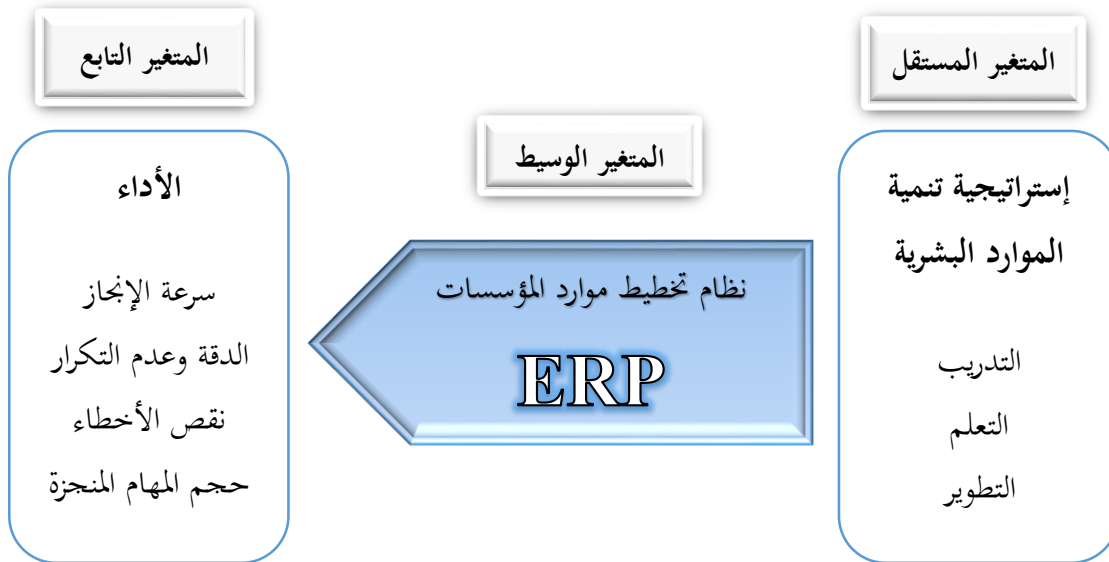 المتغير المستقل
إستراتيجية تنمية
الموارد البشرية
التدريب
التعلم
التطوير
المتغير الوسيط
نظام تخطيط موارد المؤسسات
ERP
المتغير التابع
الأداء
سرعة الإنجاز
الدقة وعدم التكرار
نقص الأخطاء
حجم المهام المنجزة